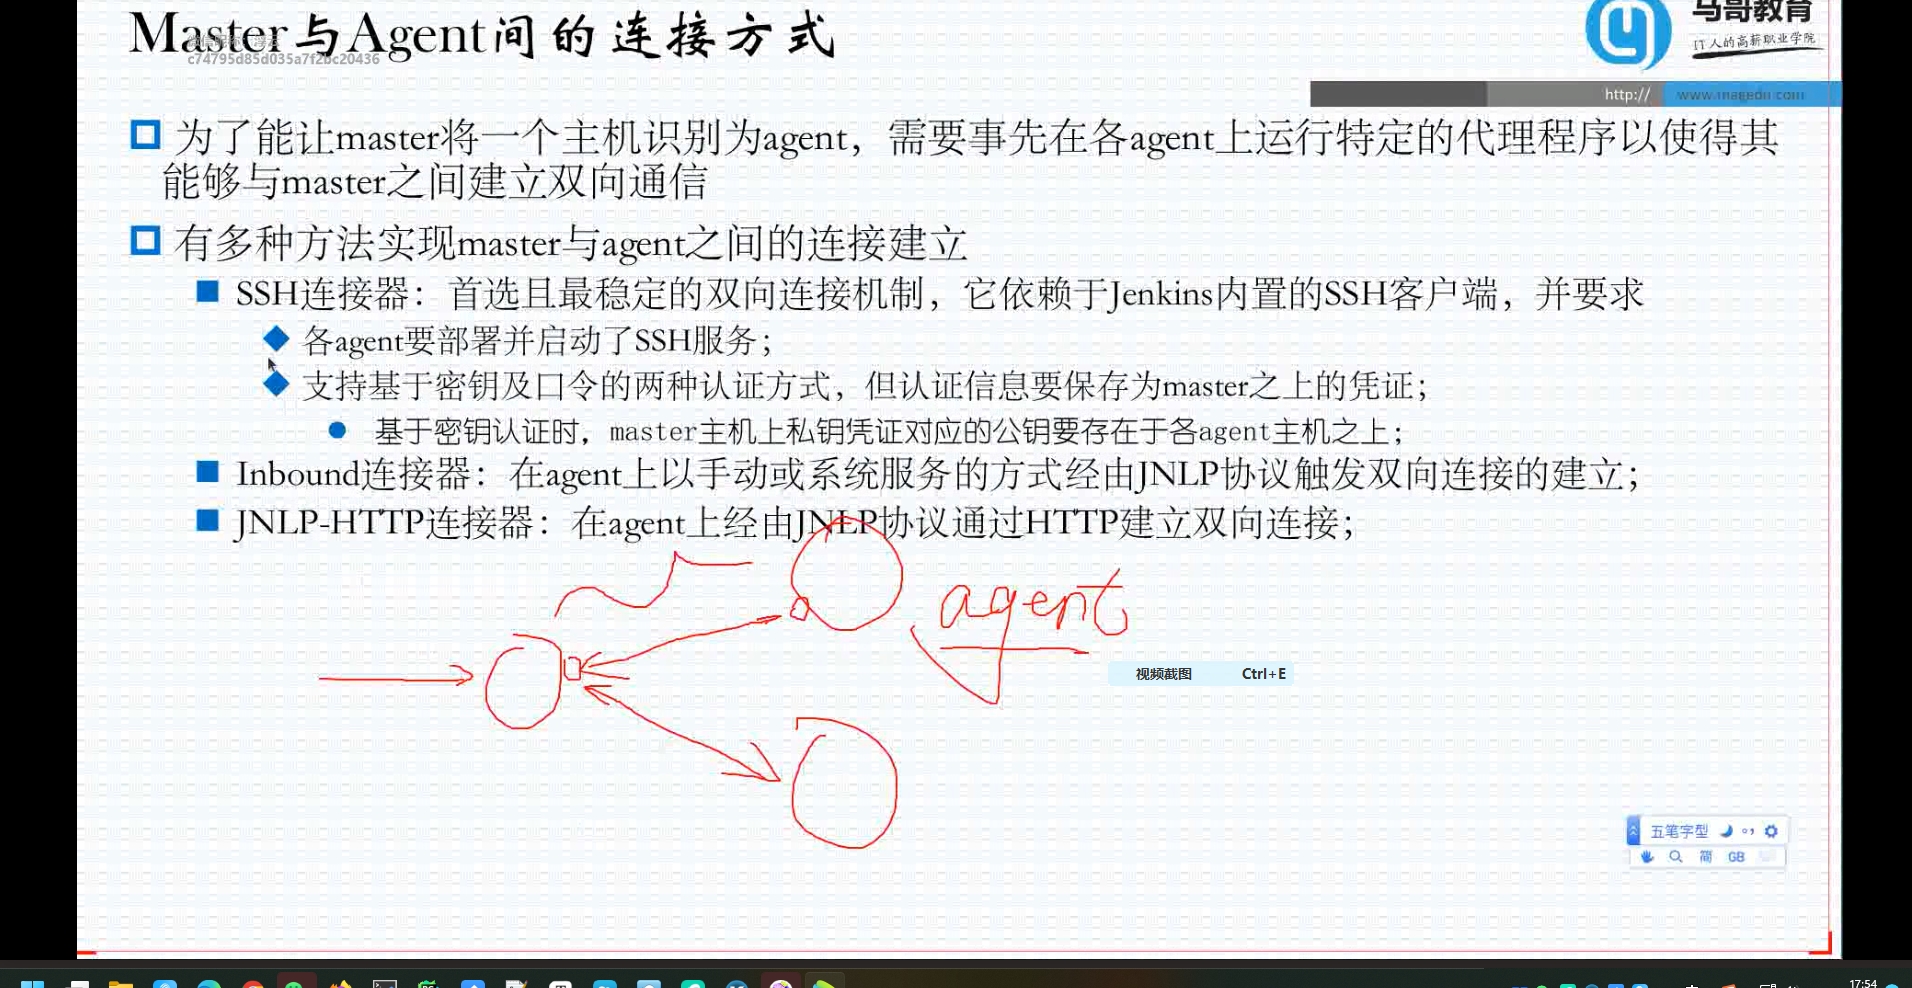 Master与Agent间的连接方式
c74795d85d035a7f2bc20436
马哥教育
IT人的高薪职业学院
http:// www.magedu.com
为了能让master将一个主机识别为agent，需要事先在各agent上运行特定的代理程序以使得其
能够与master之间建立双向通信
有多种方法实现master与agent之间的连接建立
SSH连接器：首选且最稳定的双向连接机制，它依赖于Jenkins内置的SSH客户端，并要求
各agent要部署并启动了SSH服务；
支持基于密钥及口令的两种认证方式，但认证信息要保存为master之上的凭证；
基于密钥认证时，master主机上私钥凭证对应的公钥要存在于各agent主机之上；
Inbound连接器：在agent上以手动或系统服务的方式经由JNLP协议触发双向连接的建立；
JNLP-HTTP连接器：在agent上经由JNLP协议通过HTTP建立双向连接；
agent
视频截图 Ctrl+E
五笔字型
简 GB
17:54